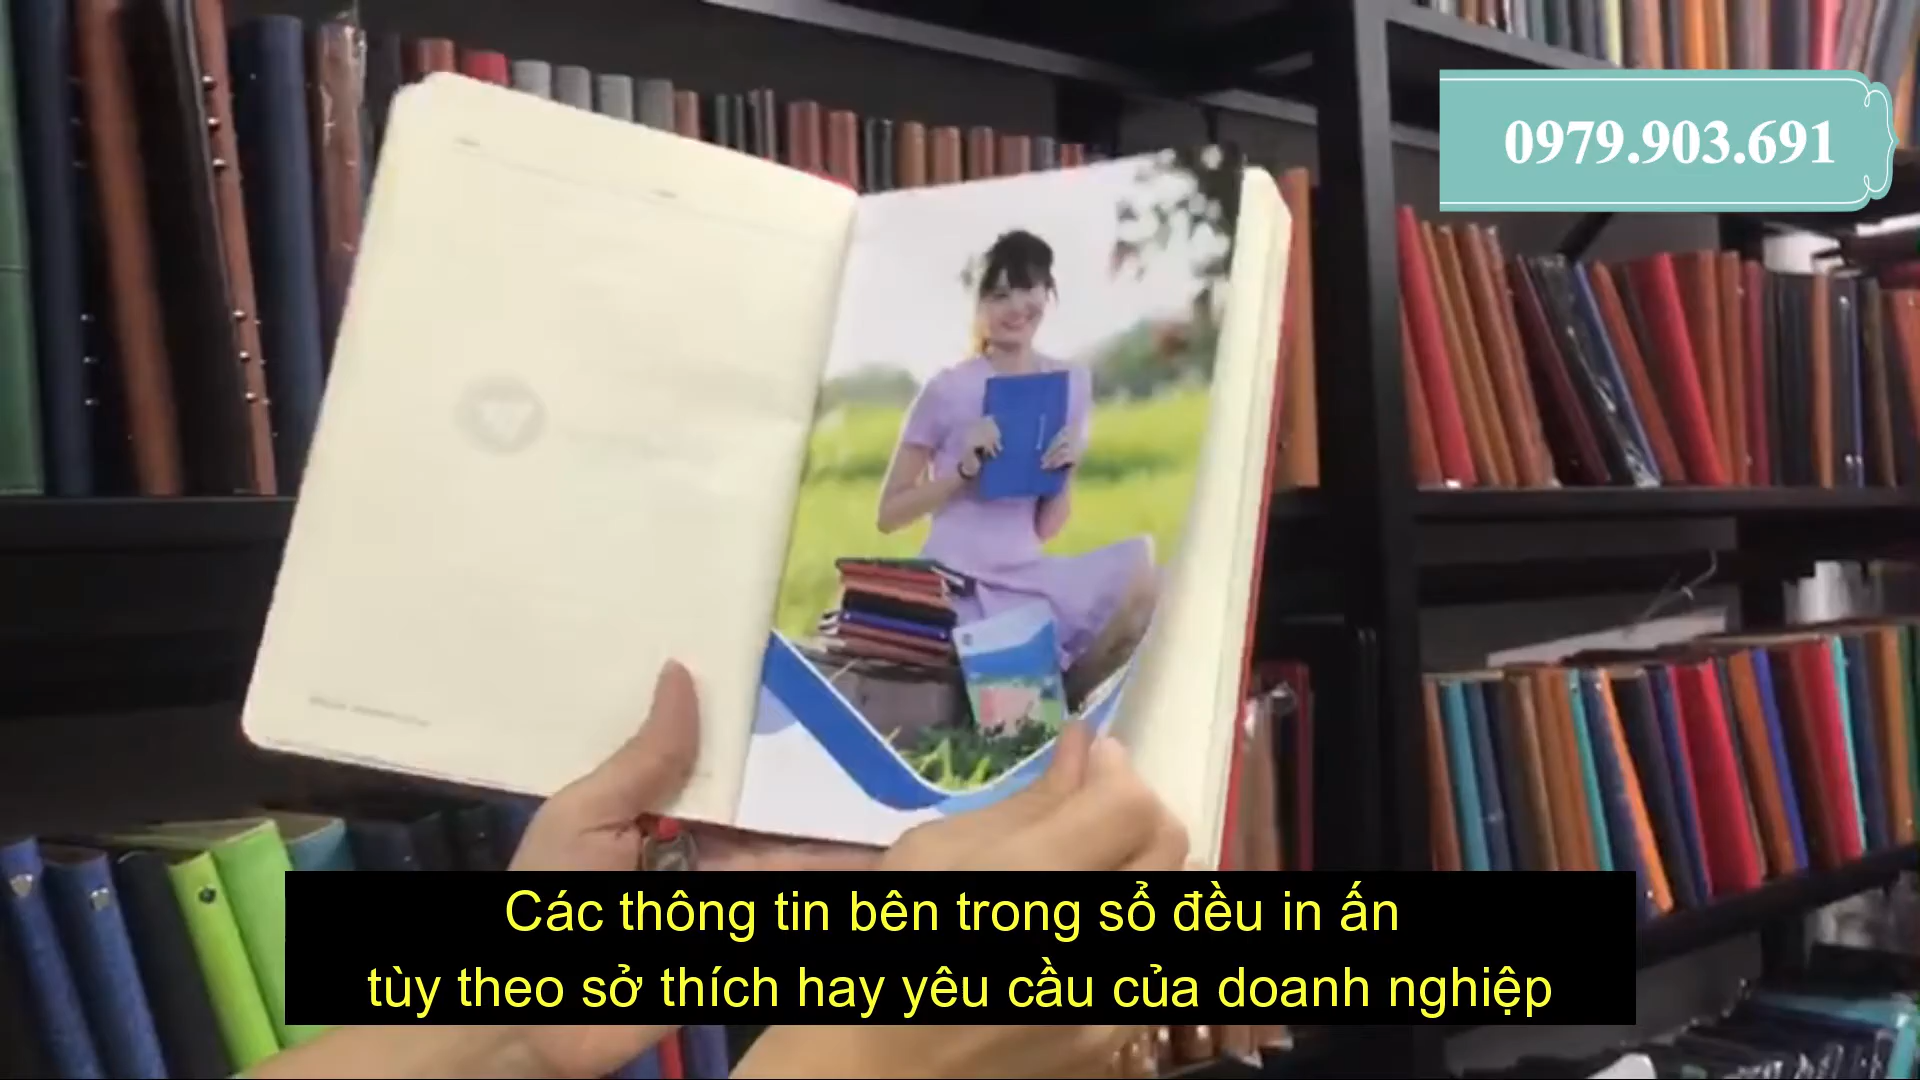 0979.903.691
Các thông tin bên trong sổ đều in ấn
tùy theo sở thích hay yêu cầu của doanh nghiệp